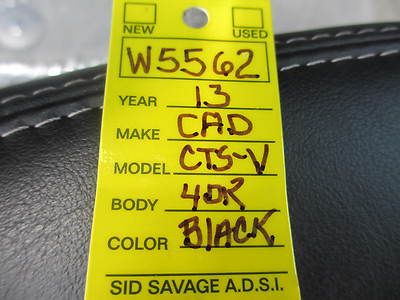 NEW USED
W5562
YEAR 13
MAKE CAD
MODEL CTS-V
BODY 4DR
COLOR BLACK
SID SAVAGE A.D.S.I.